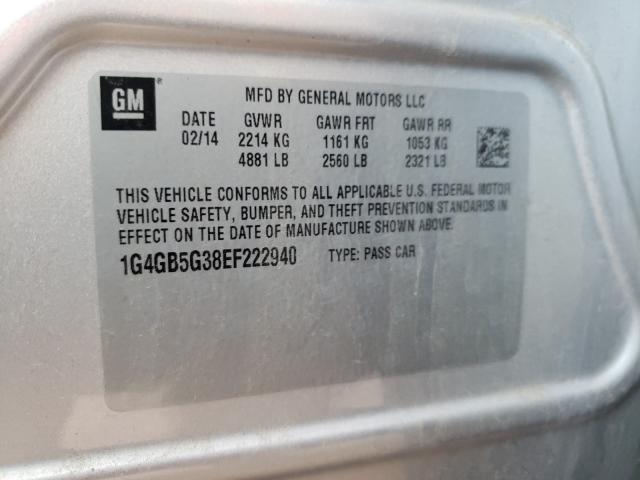 GM ®
MFD BY GENERAL MOTORS LLC
DATE GVWR GAWR FRT GAWR RR
02/14 2214 KG 1161 KG 1053 KG
4881 LB 2560 LB 2321 LB
THIS VEHICLE CONFORMS TO ALL APPLICABLE U.S. FEDERAL MOTOR
VEHICLE SAFETY, BUMPER, AND THEFT PREVENTION STANDARDS IN
EFFECT ON THE DATE OF MANUFACTURE SHOWN ABOVE.
1G4GB5G38EF222940 TYPE: PASS CAR